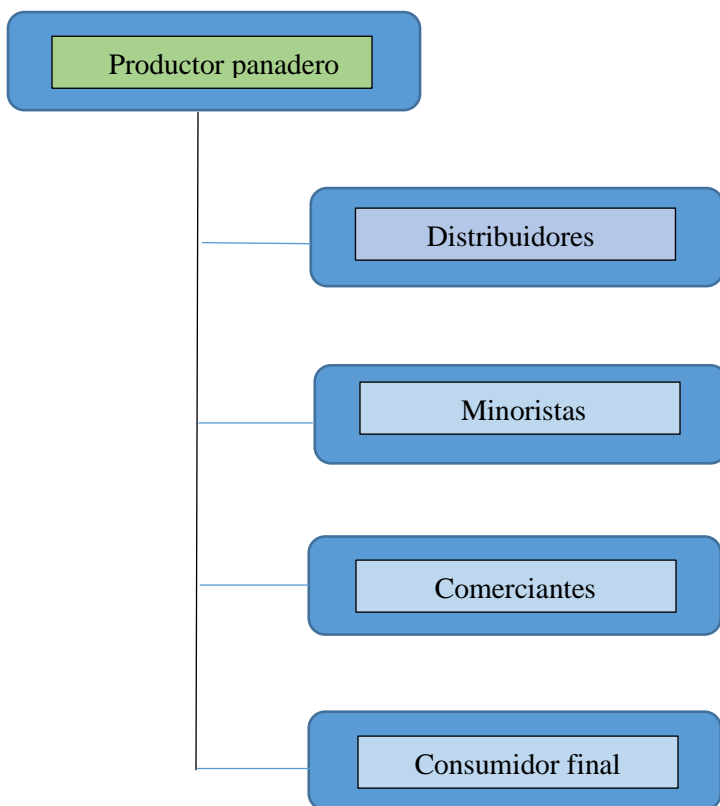 Productor panadero
Distribuidores
Minoristas
Comerciantes
Consumidor final